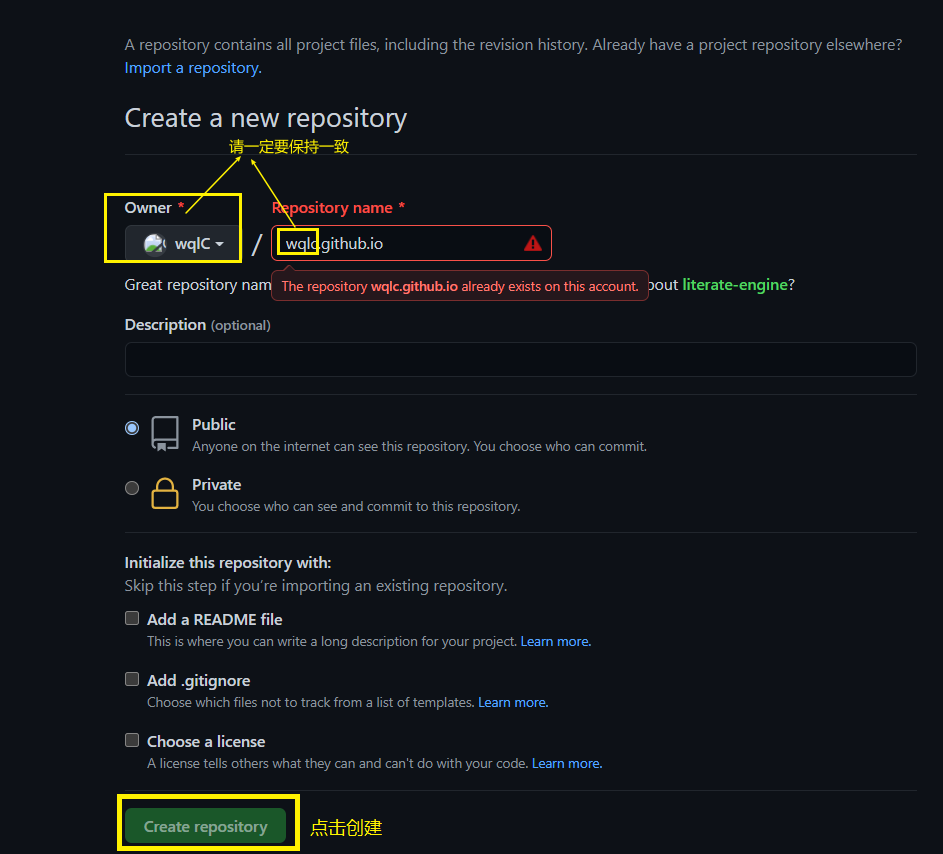 A repository contains all project files, including the revision history. Already have a project repository elsewhere?
Import a repository.
Create a new repository
请一定要保持一致
Owner * Repository name *
wqlC / wqlc.github.io
Great repository nam
The repository wqlc.github.io already exists on this account.
bout literate-engine?
Description (optional)
Public
Anyone on the internet can see this repository. You choose who can commit.
Private
You choose who can see and commit to this repository.
Initialize this repository with:
Skip this step if you're importing an existing repository.
Add a README file
This is where you can write a long description for your project. Learn more.
Add .gitignore
Choose which files not to track from a list of templates. Learn more.
Choose a license
A license tells others what they can and can't do with your code. Learn more.
Create repository 点击创建